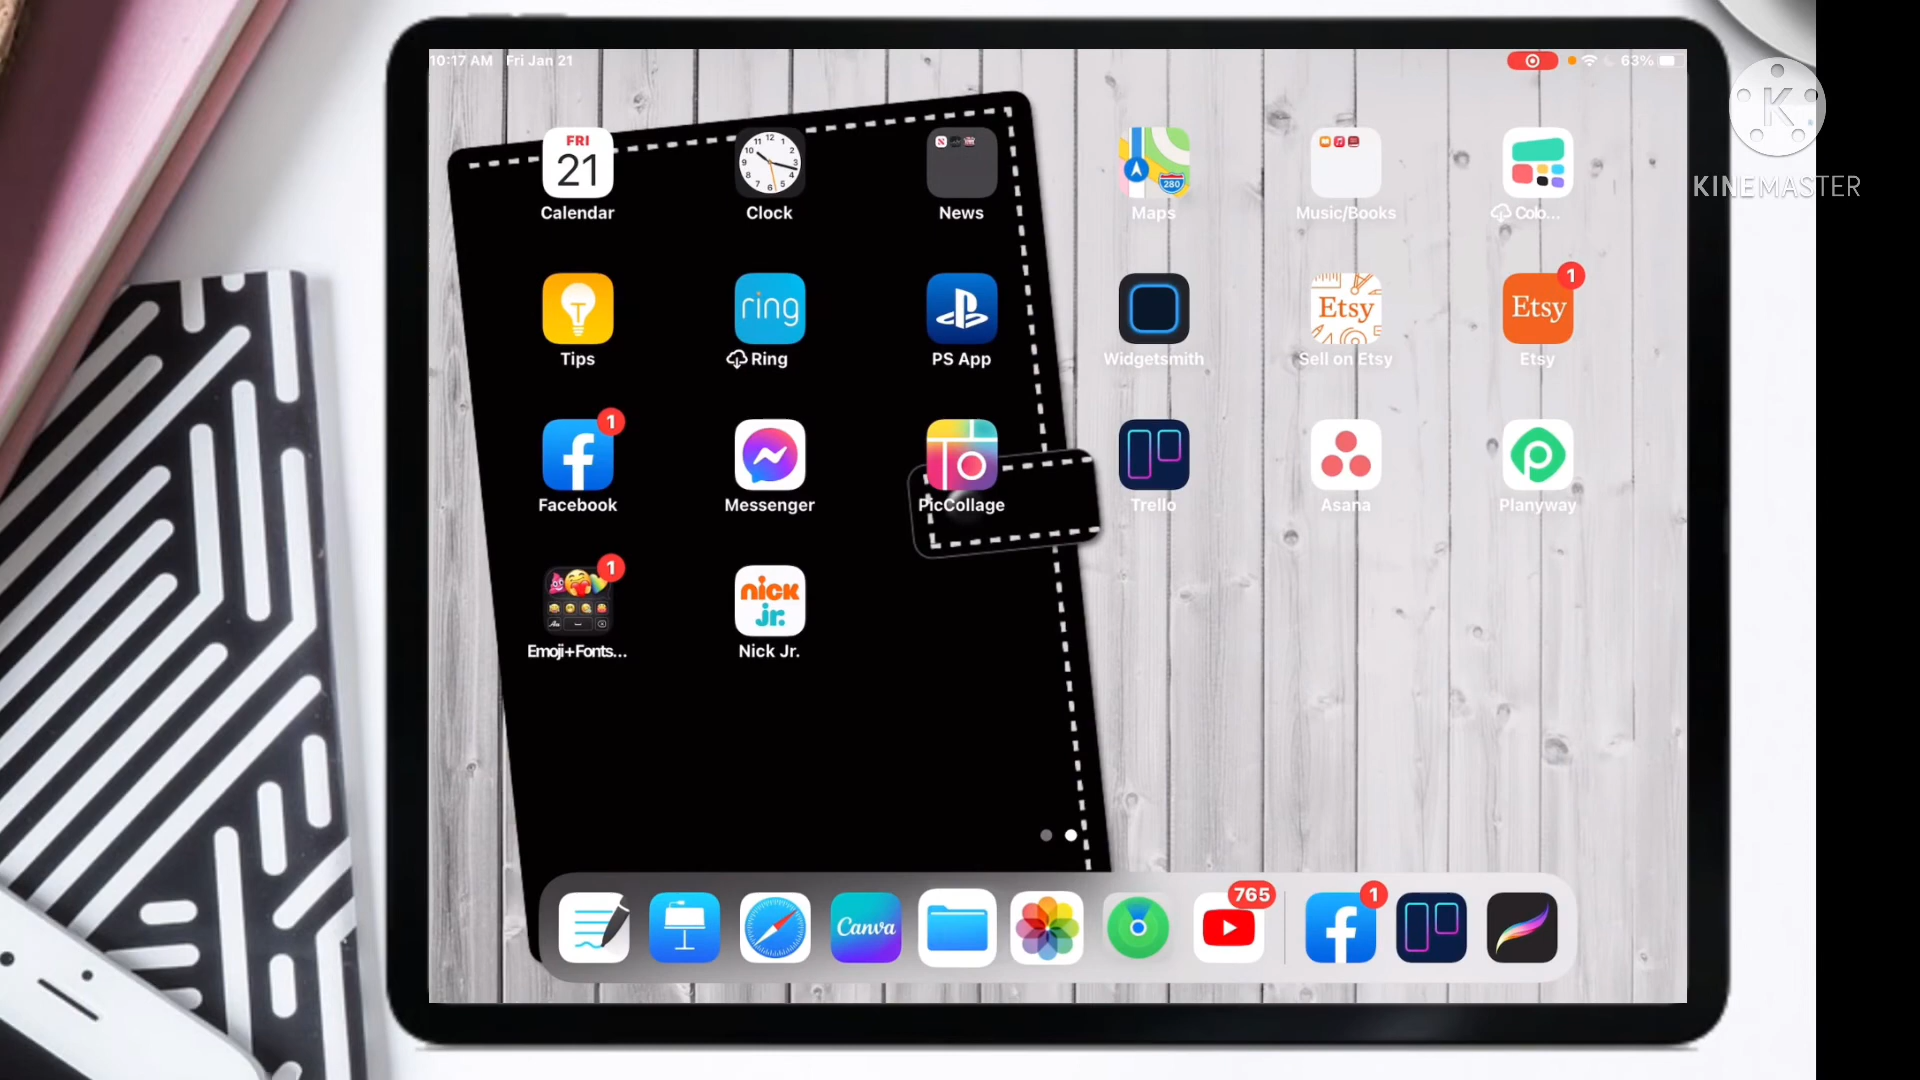 10:17 AM Fri Jan 21
63%
KINEMASTER
FRI
21
Calendar
Clock
News
280
Maps
Music/Books
Colo...
Tips
ring
Ring
PS App
Widgetsmith
Etsy
Sell on Etsy
1
Etsy
Etsy
1
Facebook
Messenger
PicCollage
Trello
Asana
Planyway
1
Emoji+Fonts...
nick jr.
Nick Jr.
Canva
765
1